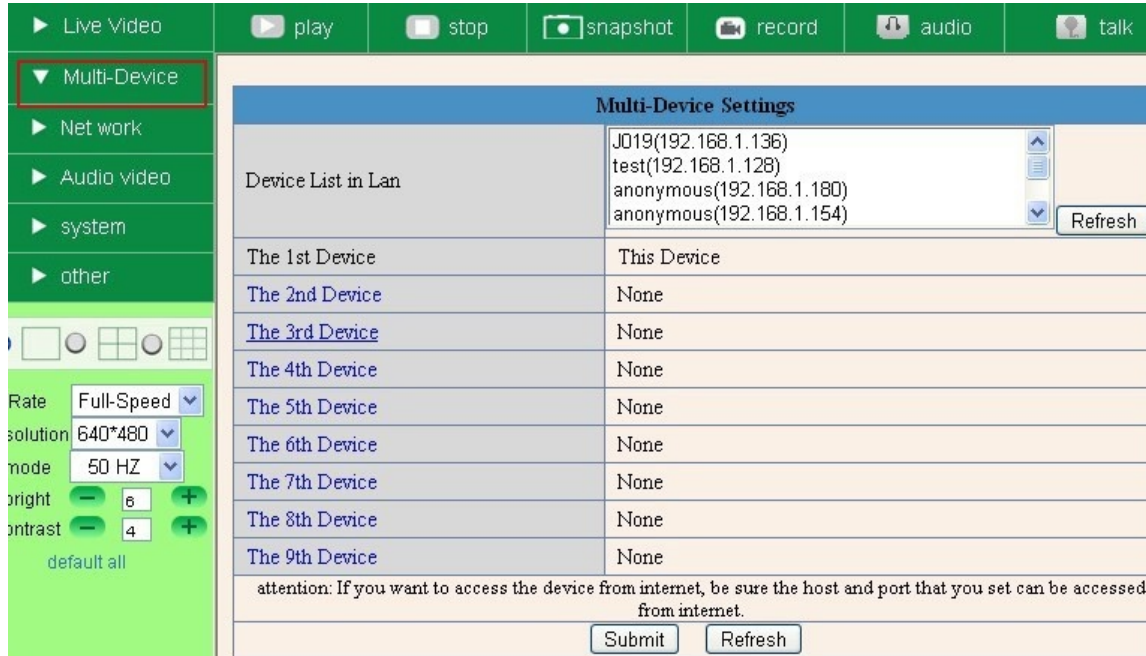 Live Video
play
stop
snapshot
record
audio
talk
Multi-Device
Net work
Audio video
system
other
Rate Full-Speed
solution 640*480
mode 50 HZ
bright 6
ontrast 4
default all
Multi-Device Settings
Device List in Lan
J019(192.168.1.136)
test(192.168.1.128)
anonymous(192.168.1.180)
anonymous(192.168.1.154)
Refresh
The 1st Device This Device
The 2nd Device None
The 3rd Device None
The 4th Device None
The 5th Device None
The 6th Device None
The 7th Device None
The 8th Device None
The 9th Device None
attention: If you want to access the device from internet, be sure the host and port that you set can be accessed
from internet.
Submit Refresh